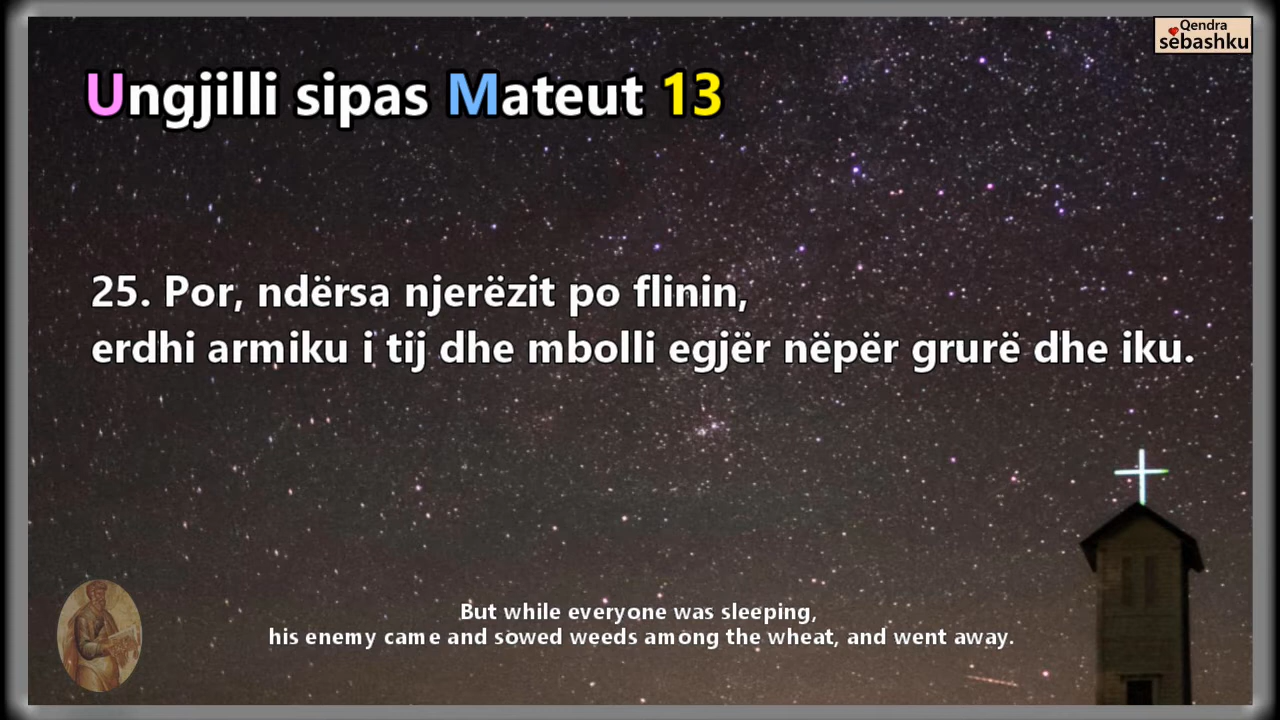 Qendra
sebashku
Ungjilli sipas Mateut 13
25. Por, ndërsa njerëzit po flinin,
erdhi armiku i tij dhe mbolli egjër nëpër grurë dhe iku.
But while everyone was sleeping,
his enemy came and sowed weeds among the wheat, and went away.